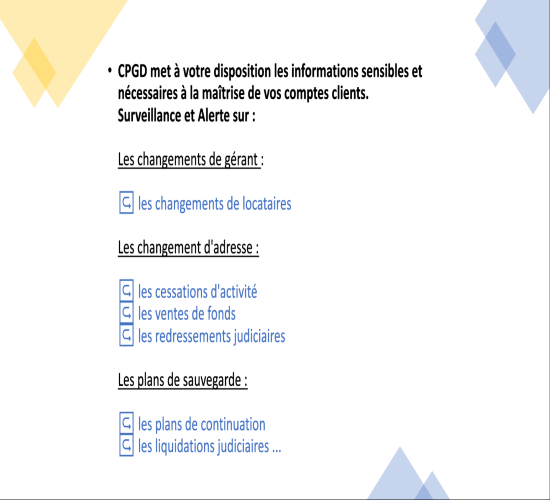 • CPGD met à votre disposition les informations sensibles et
nécessaires à la maîtrise de vos comptes clients.
Surveillance et Alerte sur :
Les changements de gérant :
les changements de locataires
Les changement d'adresse :
les cessations d'activité
les ventes de fonds
les redressements judiciaires
Les plans de sauvegarde :
les plans de continuation
les liquidations judiciaires ...